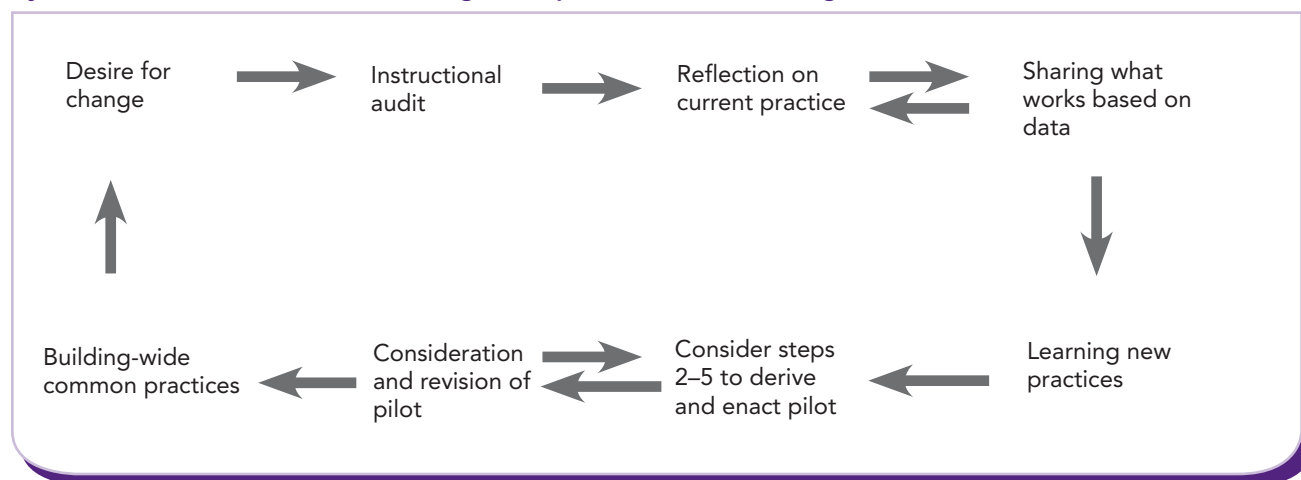 Desire for
change
Instructional
audit
Reflection on
current practice
Sharing what
works based on
data
Learning new
practices
Consider steps
2–5 to derive
and enact pilot
Consideration
and revision of
pilot
Building-wide
common practices